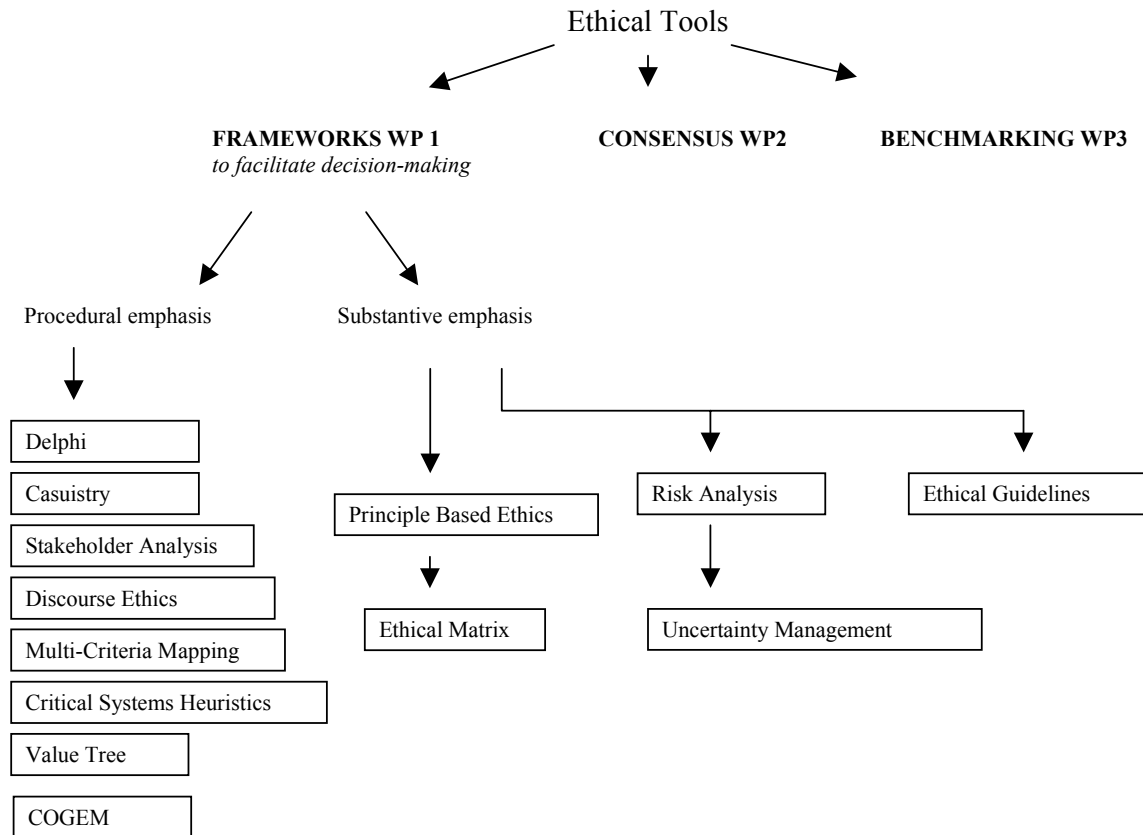 Ethical Tools
FRAMEWORKS WP 1
to facilitate decision-making
CONSENSUS WP2
BENCHMARKING WP3
Procedural emphasis
Substantive emphasis
Delphi
Casuistry
Stakeholder Analysis
Discourse Ethics
Multi-Criteria Mapping
Critical Systems Heuristics
Value Tree
COGEM
Principle Based Ethics
Ethical Matrix
Risk Analysis
Uncertainty Management
Ethical Guidelines